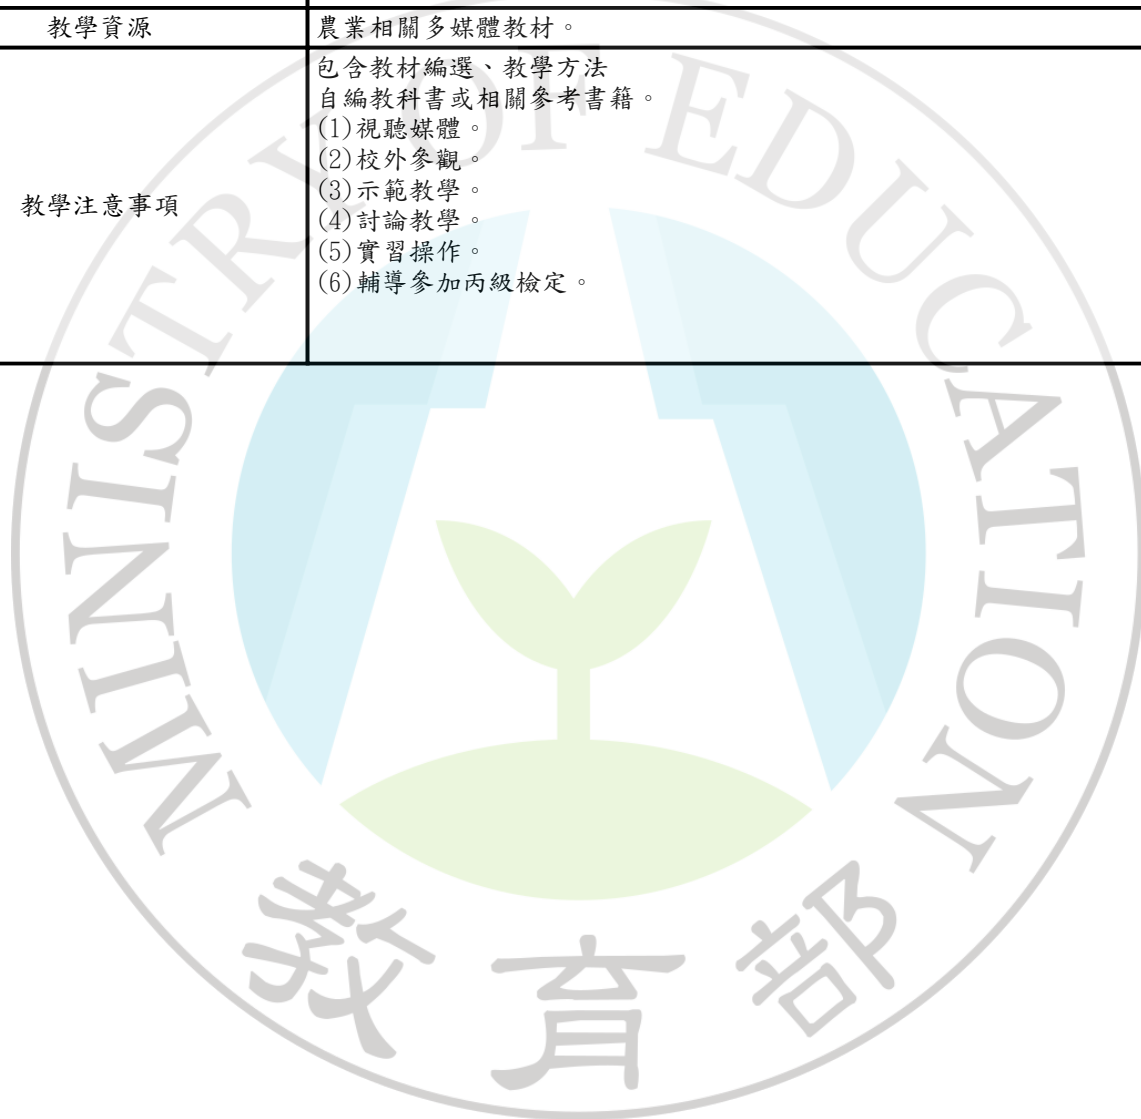 教學資源
農業相關多媒體教材。
教學注意事項
包含教材編選、教學方法
自編教科書或相關參考書籍。
(1)視聽媒體。
(2)校外參觀。
(3)示範教學。
(4)討論教學。
(5)實習操作。
(6)輔導參加丙級檢定。
MINISTRY OF EDUCATION
教育部